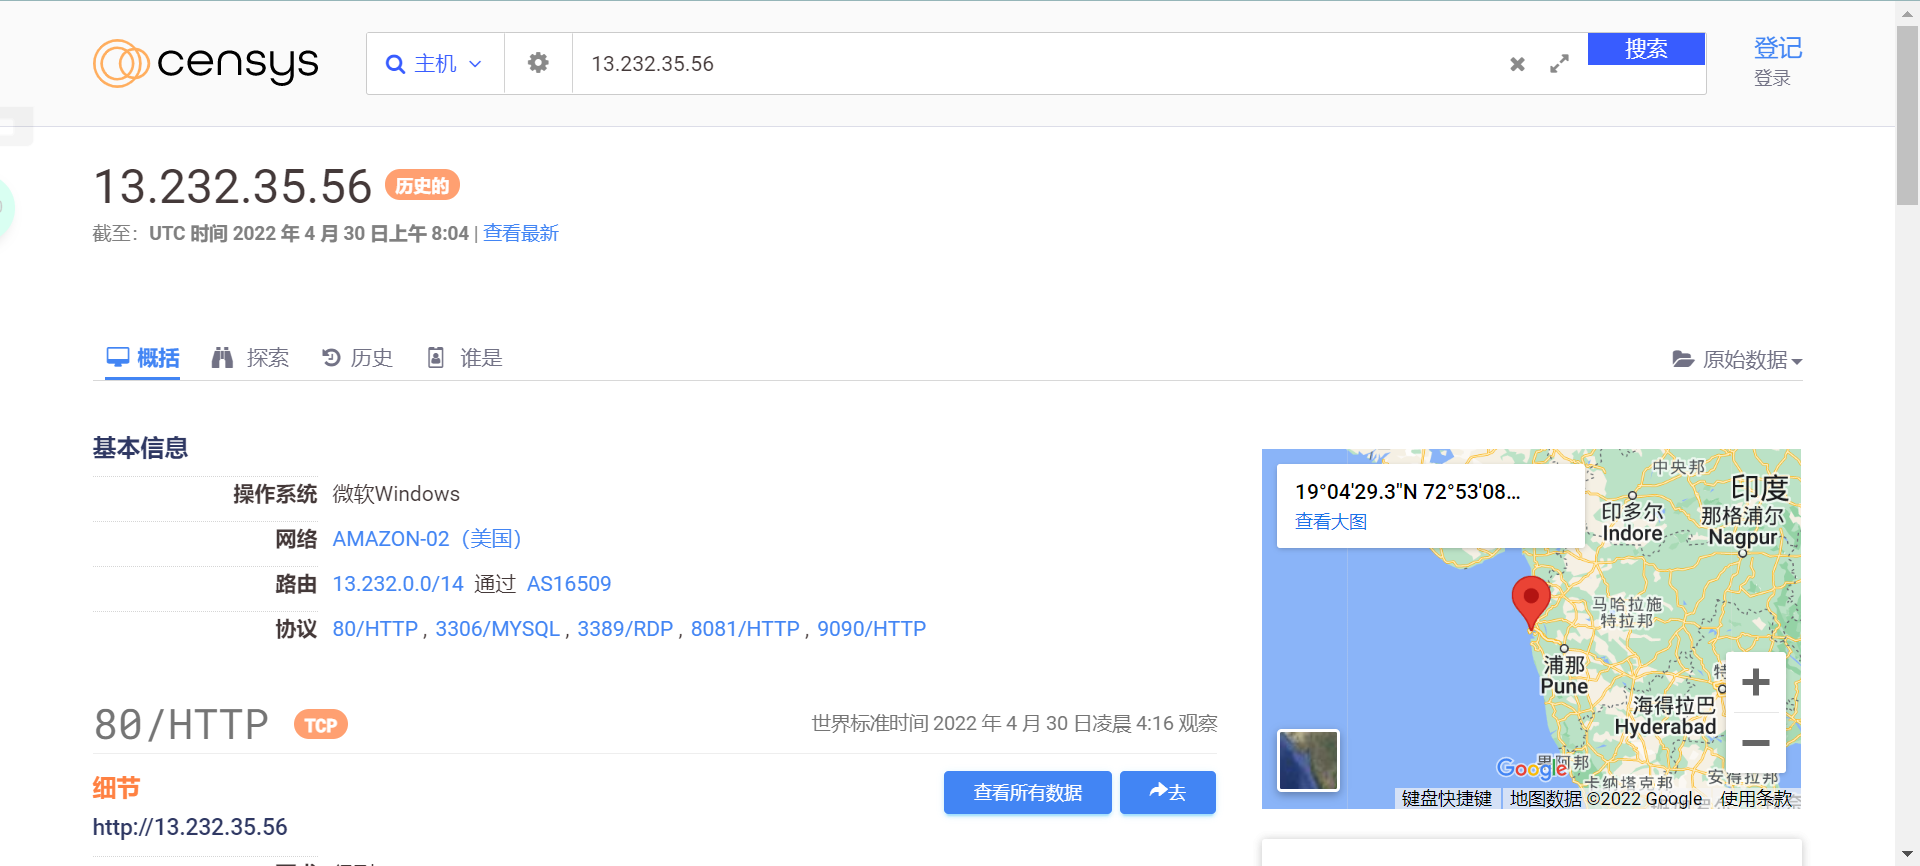 censys
主机
13.232.35.56
搜索
登记
登录
13.232.35.56 历史的
截至：UTC 时间 2022 年 4 月 30 日上午 8:04 | 查看最新
概括 探索 历史 谁是 原始数据
基本信息
操作系统 微软Windows
网络 AMAZON-02（美国）
路由 13.232.0.0/14 通过 AS16509
协议 80/HTTP , 3306/MYSQL , 3389/RDP , 8081/HTTP , 9090/HTTP
80/HTTP TCP 世界标准时间 2022 年 4 月 30 日凌晨 4:16 观察
细节
查看所有数据 去
http://13.232.35.56
19°04'29.3"N 72°53'08...
查看大图
中央邦
印度
印多尔
Indore
那格浦尔
Nagpur
马哈拉施
特拉邦
浦那
Pune
海得拉巴
Hyderabad
果阿邦
Google
卡纳塔克邦
安得拉邦
键盘快捷键 地图数据 ©2022 Google 使用条款